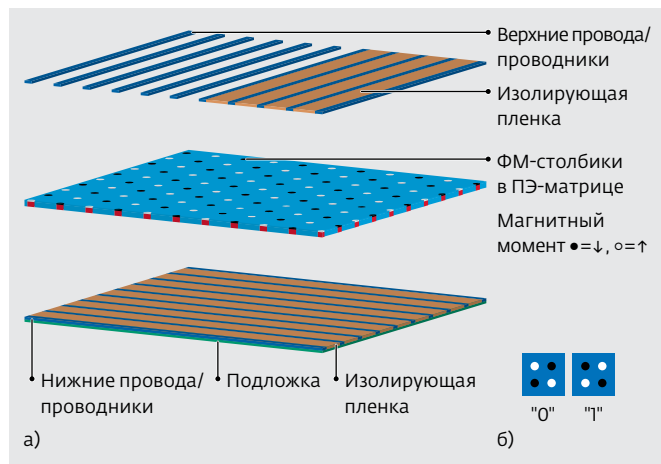 Верхние провода/
проводники
Изолирующая
пленка
ФМ-столбики
в ПЭ-матрице
Магнитный
момент ●=↓, ○=↑
Нижние провода/
проводники
Подложка
Изолирующая
пленка
"0"
"1"
а)
б)